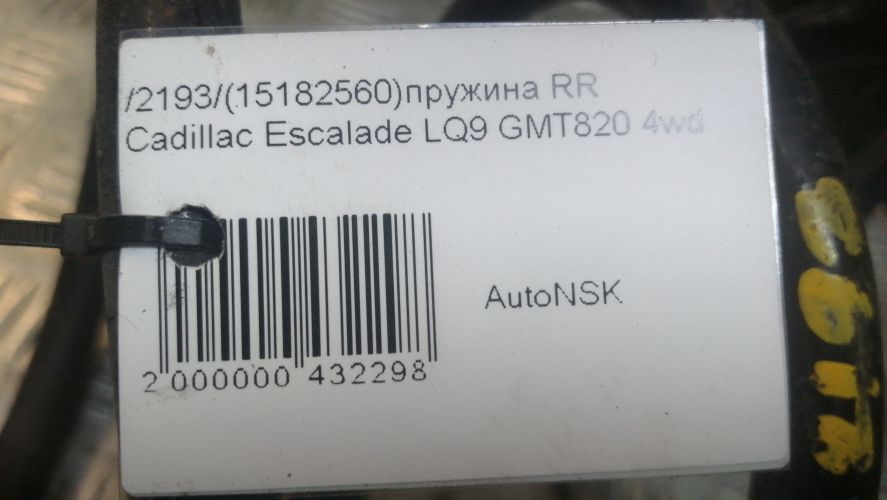 /2193/(15182560)пружина RR
Cadillac Escalade LQ9 GMT820 4wd
AutoNSK
2 000000 432298